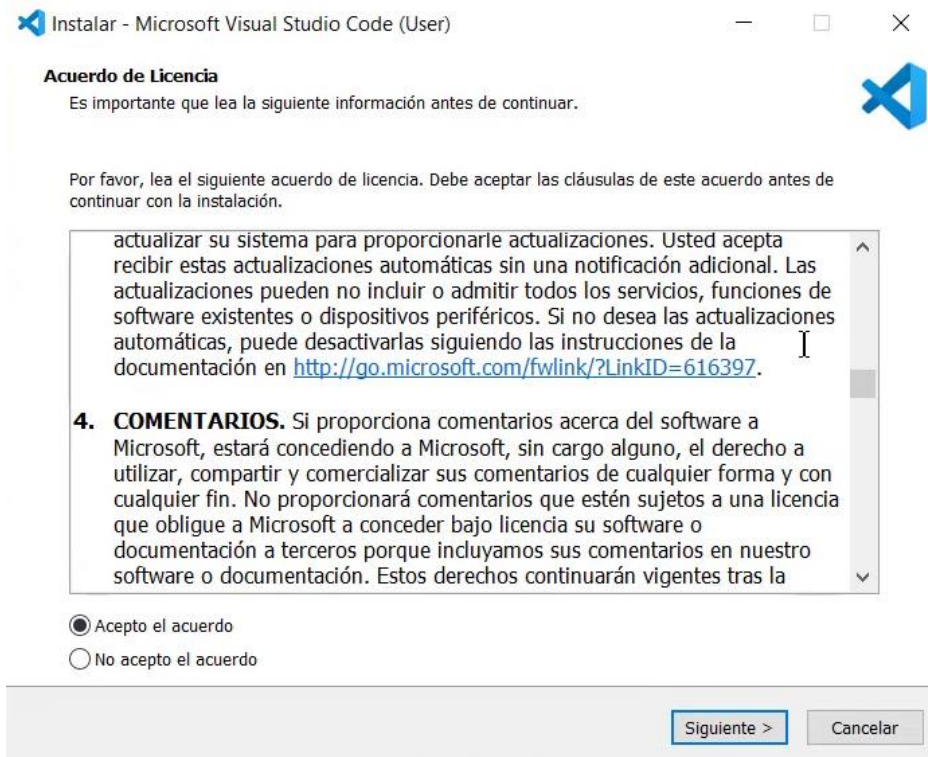 Instalar - Microsoft Visual Studio Code (User)
Acuerdo de Licencia
Es importante que lea la siguiente información antes de continuar.
Por favor, lea el siguiente acuerdo de licencia. Debe aceptar las cláusulas de este acuerdo antes de
continuar con la instalación.
actualizar su sistema para proporcionarle actualizaciones. Usted acepta
recibir estas actualizaciones automáticas sin una notificación adicional. Las
actualizaciones pueden no incluir o admitir todos los servicios, funciones de
software existentes o dispositivos periféricos. Si no desea las actualizaciones
automáticas, puede desactivarlas siguiendo las instrucciones de la
documentación en http://go.microsoft.com/fwlink/?LinkID=616397.
4. COMENTARIOS. Si proporciona comentarios acerca del software a
Microsoft, estará concediendo a Microsoft, sin cargo alguno, el derecho a
utilizar, compartir y comercializar sus comentarios de cualquier forma y con
cualquier fin. No proporcionará comentarios que estén sujetos a una licencia
que obligue a Microsoft a conceder bajo licencia su software o
documentación a terceros porque incluyamos sus comentarios en nuestro
software o documentación. Estos derechos continuarán vigentes tras la
Acepto el acuerdo
No acepto el acuerdo
Siguiente >
Cancelar